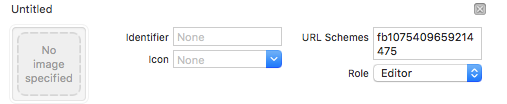 Untitled
No
image
specified
Identifier None
Icon None
URL Schemes fb1075409659214
475
Role Editor